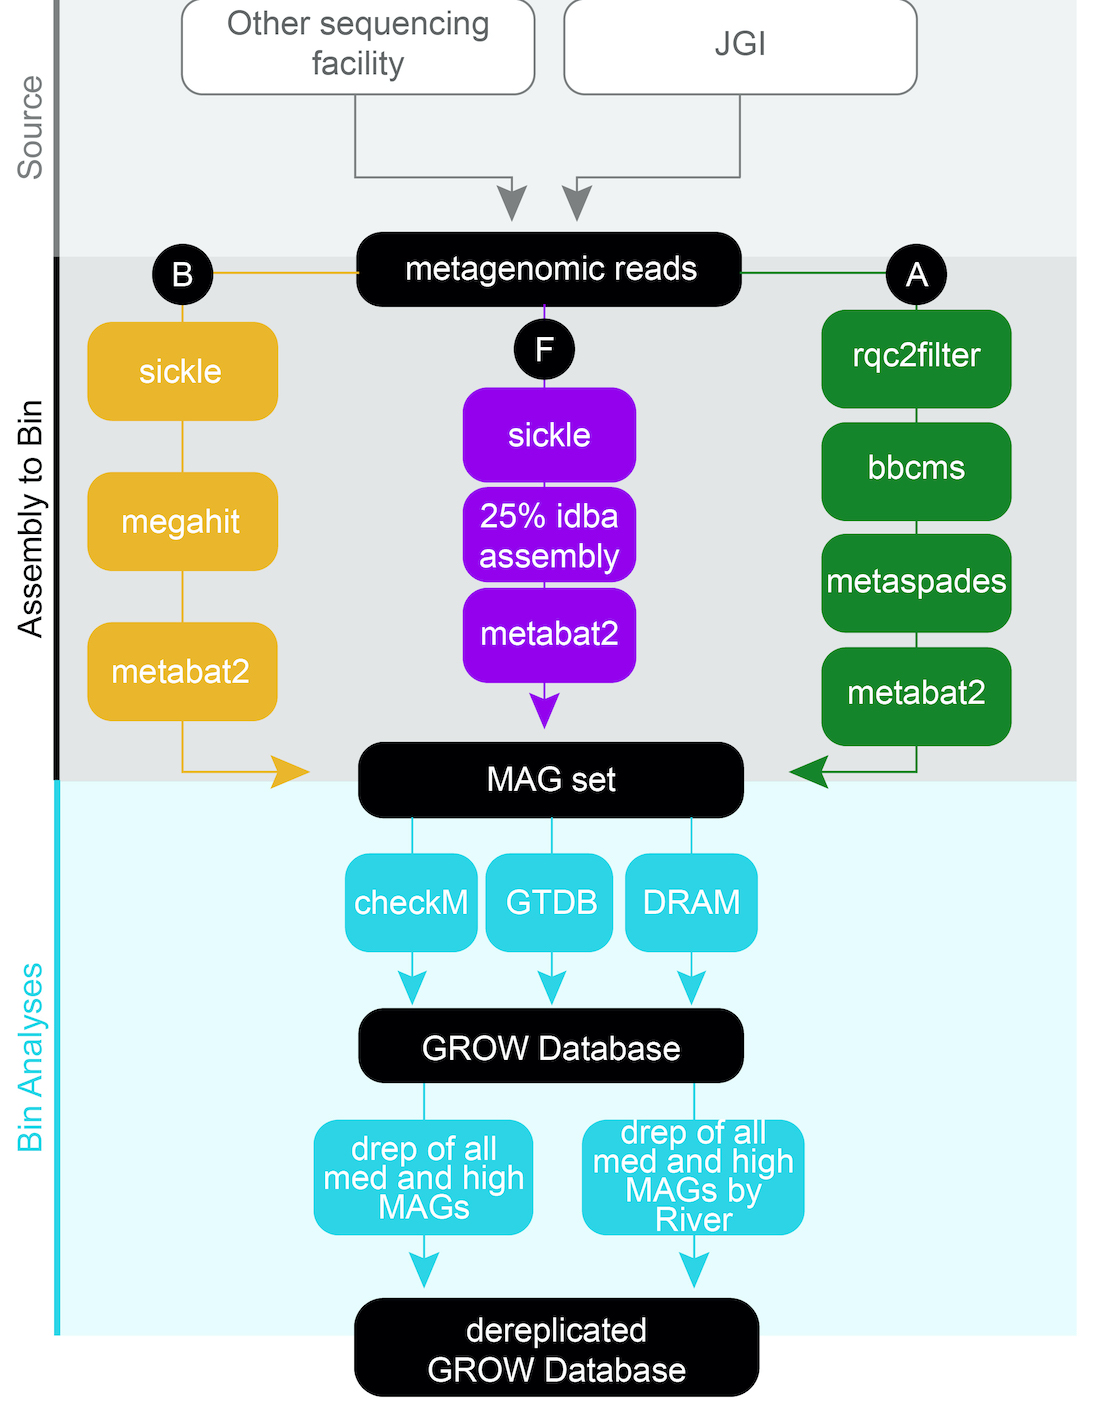 Source
Other sequencing
facility
JGI
metagenomic reads
Assembly to Bin
B
sickle
megahit
metabat2
F
sickle
25% idba
assembly
metabat2
A
rqc2filter
bbcms
metaspades
metabat2
MAG set
Bin Analyses
checkM
GTDB
DRAM
GROW Database
drep of all
med and high
MAGs
drep of all
med and high
MAGs by
River
dereplicated
GROW Database